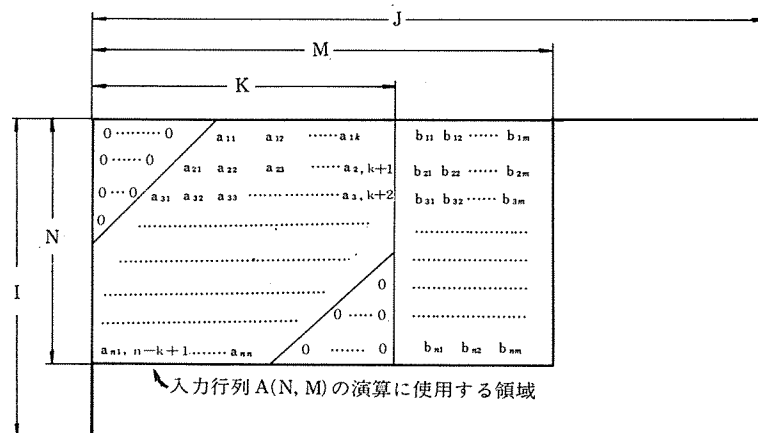 J
M
K
0⋯⋯⋯0 a₁₁ a₁₂ ⋯⋯a₁ₖ b₁₁ b₁₂ ⋯⋯ b₁ₘ
0⋯⋯0 a₂₁ a₂₂ a₂₃ ⋯⋯a₂, k+1 b₂₁ b₂₂ ⋯⋯ b₂ₘ
0⋯0 a₃₁ a₃₂ a₃₃ ⋯⋯⋯⋯a₃, k+2 b₃₁ b₃₂ ⋯⋯ b₃ₘ
0
N
I
0
0⋯⋯0
aₙ₁, n−k+1⋯⋯⋯aₙₙ 0 ⋯⋯ 0 bₙ₁ bₙ₂ bₙₘ
入力行列A(N, M)の演算に使用する領域